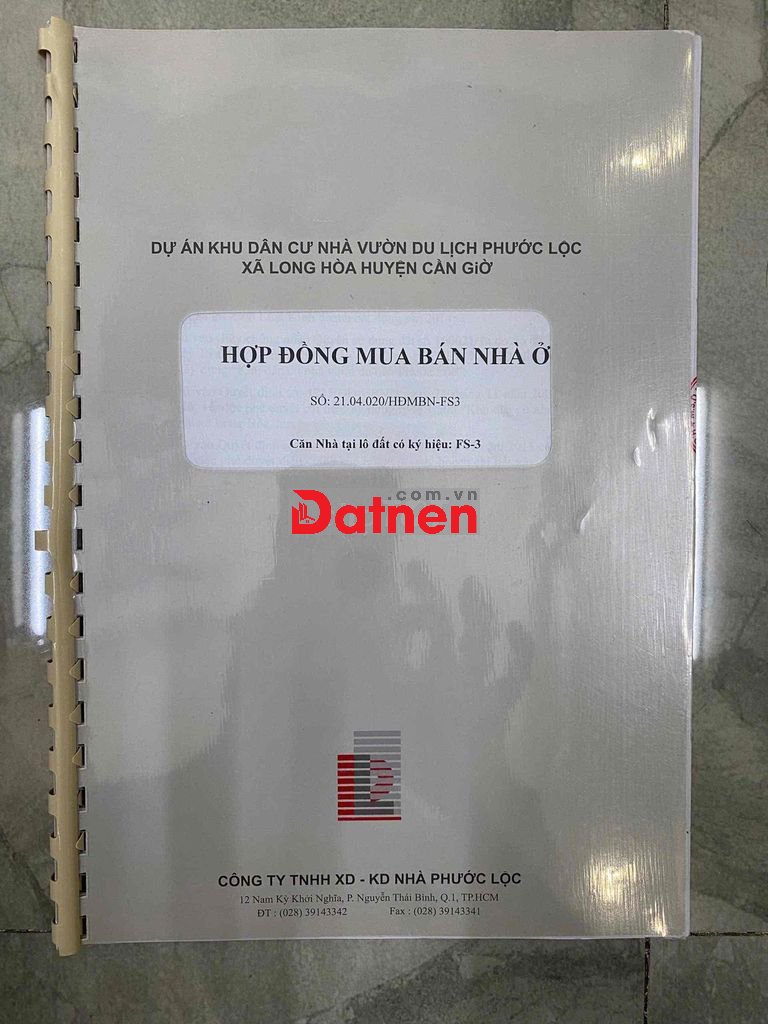 DỰ ÁN KHU DÂN CƯ NHÀ VƯỜN DU LỊCH PHƯỚC LỘC
XÃ LONG HÒA HUYỆN CẦN GIỜ
HỢP ĐỒNG MUA BÁN NHÀ Ở
SỐ: 21.04.020/HĐMBN-FS3
Căn Nhà tại lô đất có ký hiệu: FS-3
.com.vn
Datnen
CÔNG TY TNHH XD - KD NHÀ PHƯỚC LỘC
12 Nam Kỳ Khởi Nghĩa, P. Nguyễn Thái Bình, Q.1, TP.HCM
ĐT : (028) 39143342 Fax : (028) 39143341